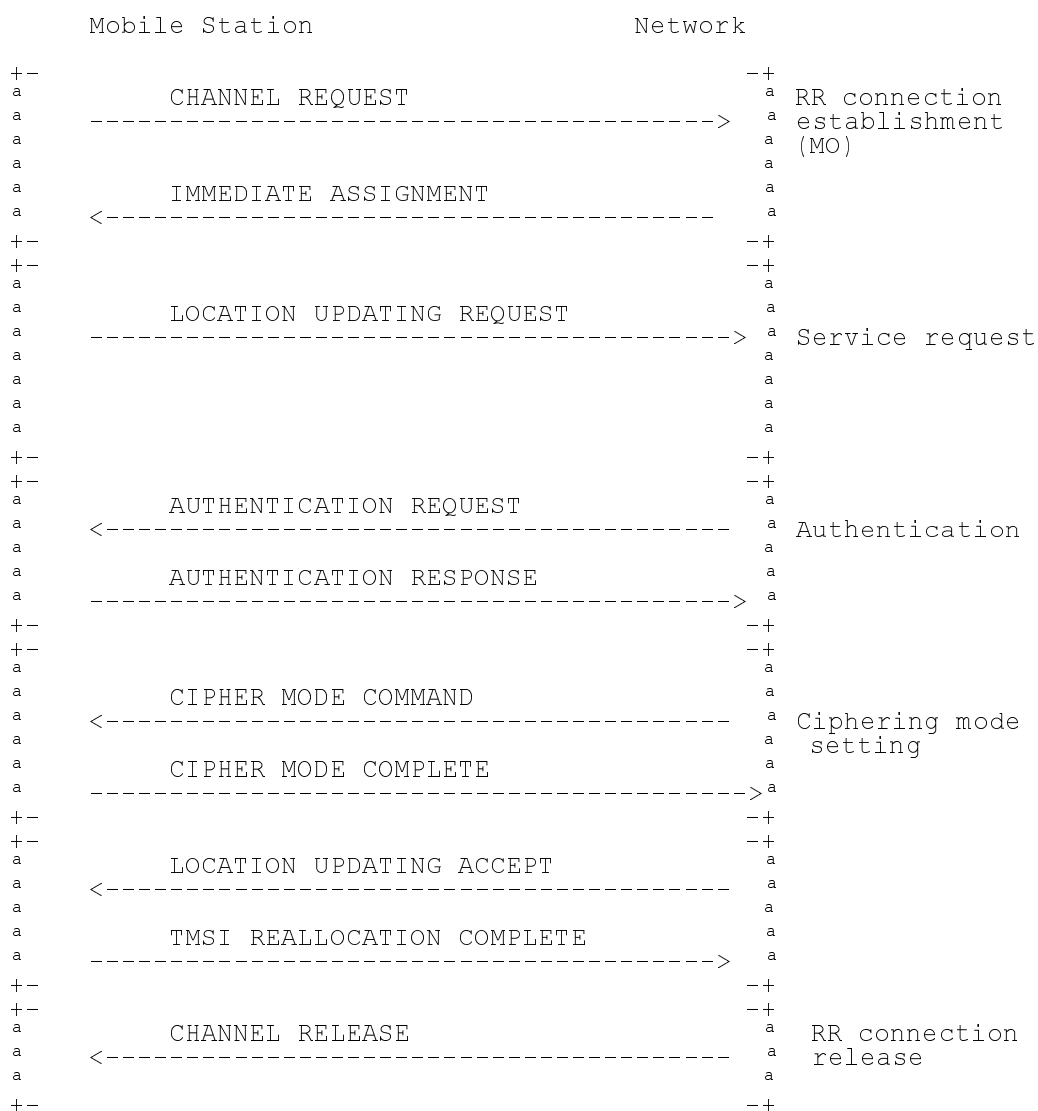 Mobile Station Network
+- -+
a CHANNEL REQUEST a RR connection
a --------------------------------------> a establishment
a a (MO)
a a
a IMMEDIATE ASSIGNMENT a
a <-------------------------------------- a
+- -+
+- -+
a a
a LOCATION UPDATING REQUEST a
a ----------------------------------------> a Service request
a a
a a
a a
a a
+- -+
+- -+
a AUTHENTICATION REQUEST a
a <--------------------------------------- a Authentication
a a
a AUTHENTICATION RESPONSE a
a ----------------------------------------> a
+- -+
+- -+
a a
a CIPHER MODE COMMAND a
a <--------------------------------------- a Ciphering mode
a a setting
a CIPHER MODE COMPLETE a
a -----------------------------------------> a
+- -+
+- -+
a LOCATION UPDATING ACCEPT a
a <--------------------------------------- a
a a
a TMSI REALLOCATION COMPLETE a
a ---------------------------------------> a
+- -+
+- -+
a CHANNEL RELEASE a RR connection
a <--------------------------------------- a release
a a
+- -+